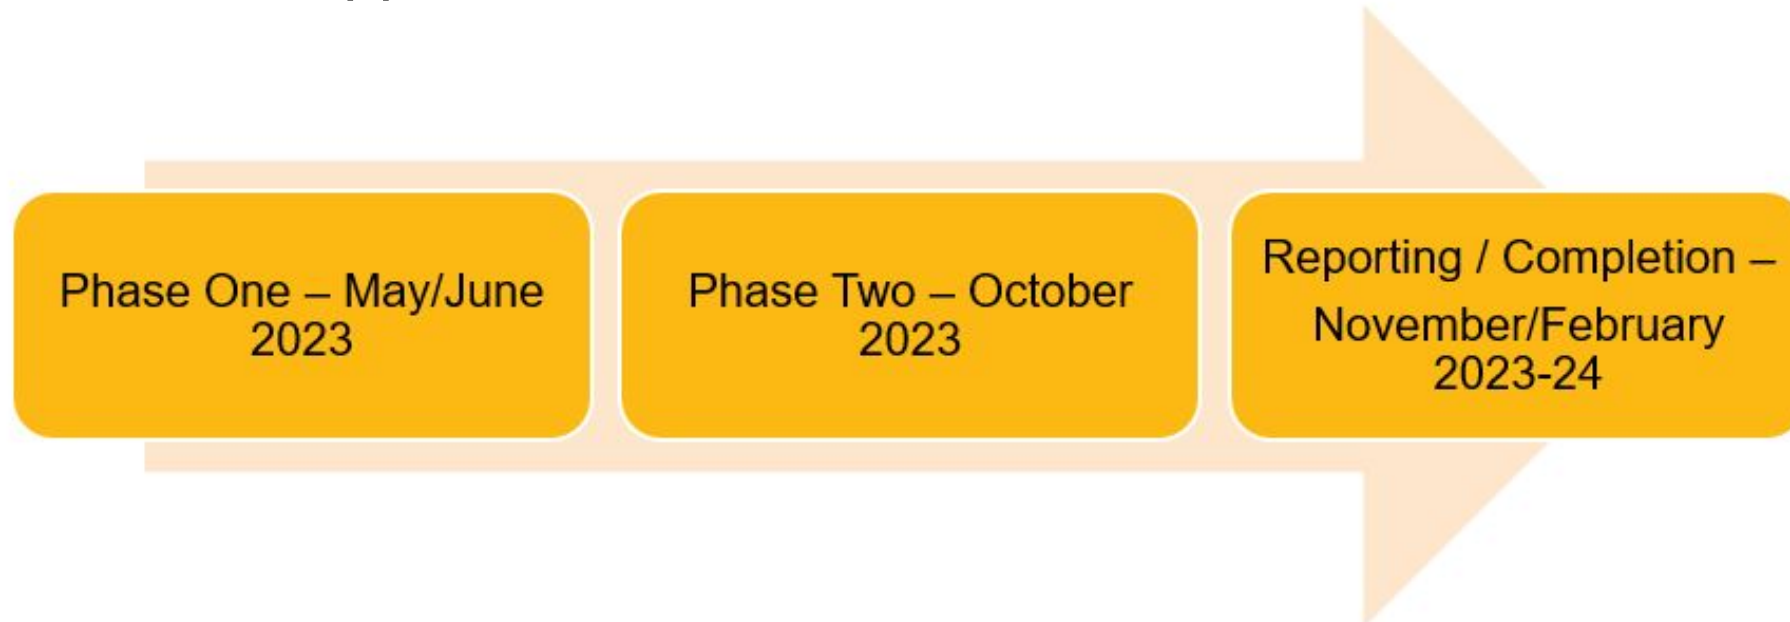 Phase One – May/June
2023
Phase Two – October
2023
Reporting / Completion –
November/February
2023-24